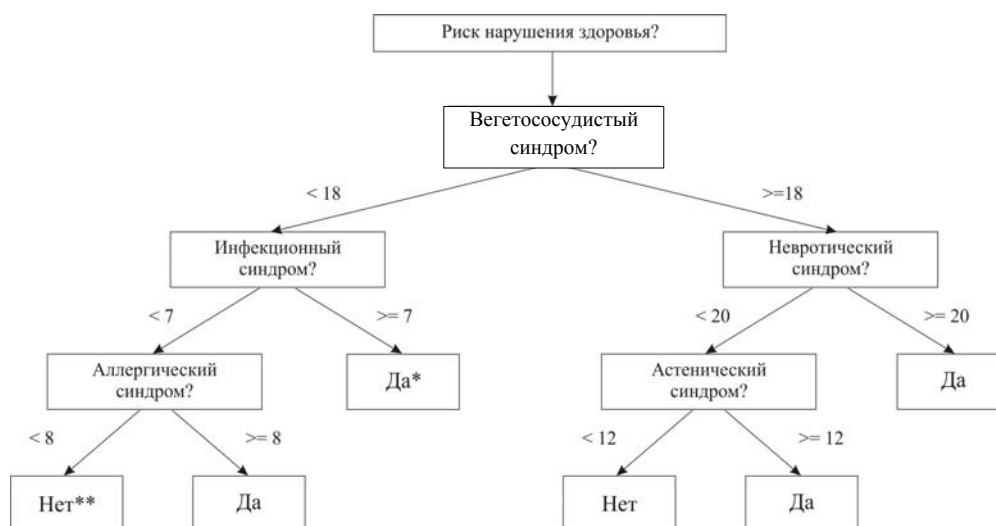 Риск нарушения здоровья?
Вегетососудистый
синдром?
< 18
>=18
Инфекционный
синдром?
Невротический
синдром?
< 7
>= 7
< 20
>= 20
Аллергический
синдром?
Да*
Астенический
синдром?
Да
< 8
>= 8
< 12
>= 12
Нет**
Да
Нет
Да